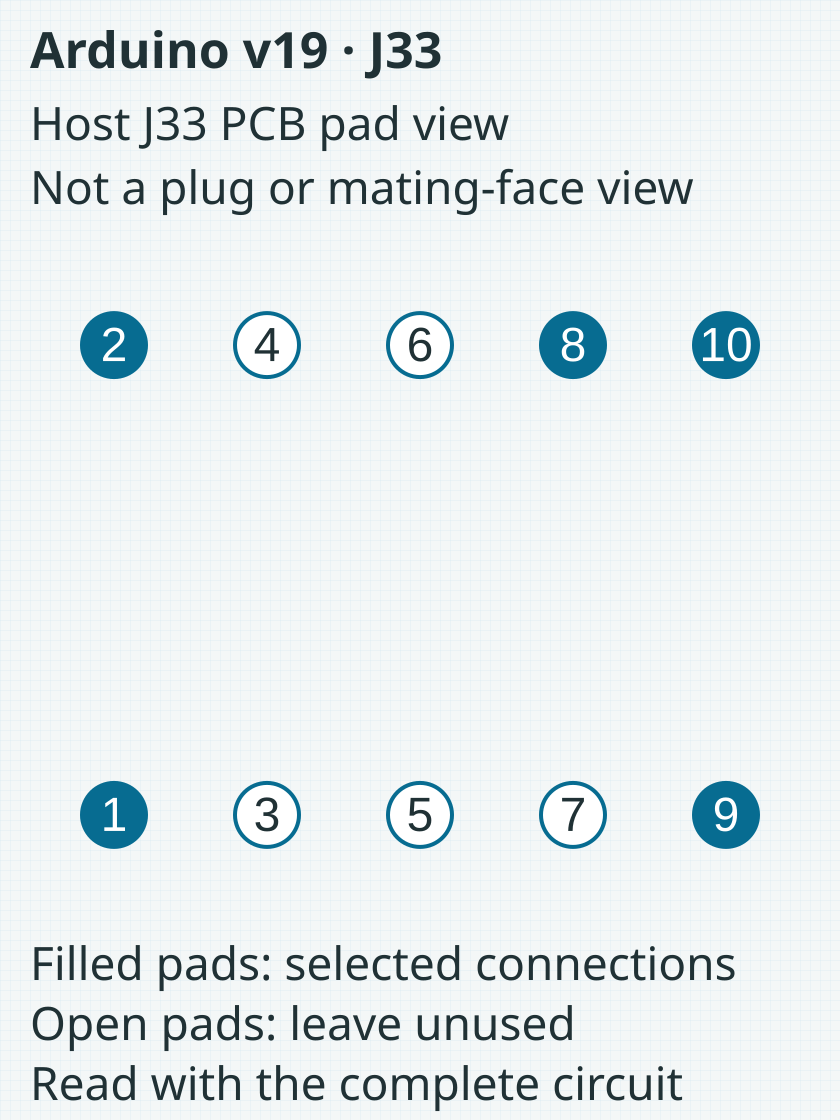 Arduino v19 · J33
Host J33 PCB pad view
Not a plug or mating-face view
2 4 6 8 10
1 3 5 7 9
Filled pads: selected connections
Open pads: leave unused
Read with the complete circuit